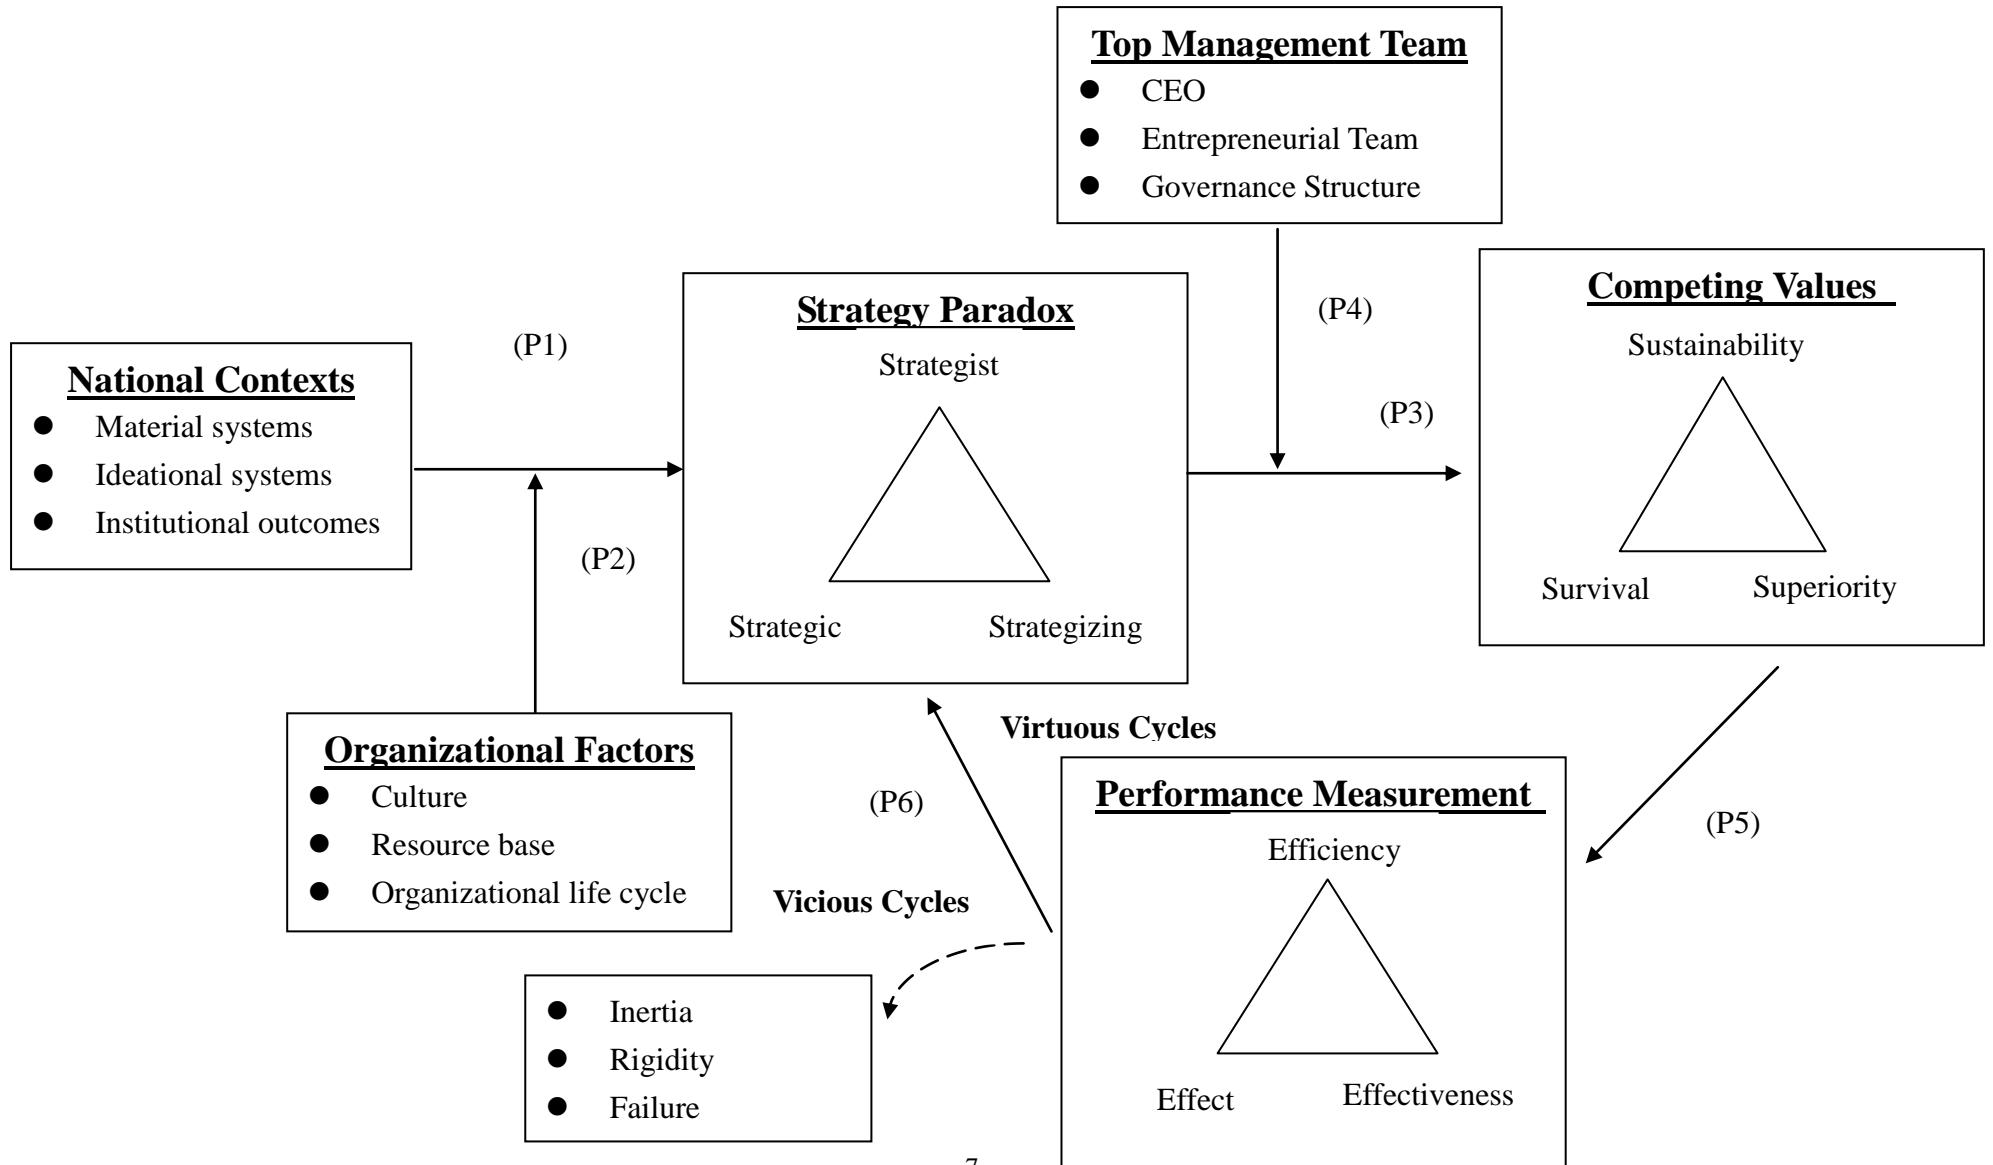 Top Management Team
● CEO
● Entrepreneurial Team
● Governance Structure
Competing Values
Sustainability
Survival
Superiority
(P4)
(P3)
Strategy Paradox
Strategist
Strategic
Strategizing
(P1)
National Contexts
● Material systems
● Ideational systems
● Institutional outcomes
(P2)
Organizational Factors
● Culture
● Resource base
● Organizational life cycle
Virtuous Cycles
(P6)
Vicious Cycles
Performance Measurement
Efficiency
Effect
Effectiveness
(P5)
● Inertia
● Rigidity
● Failure
7